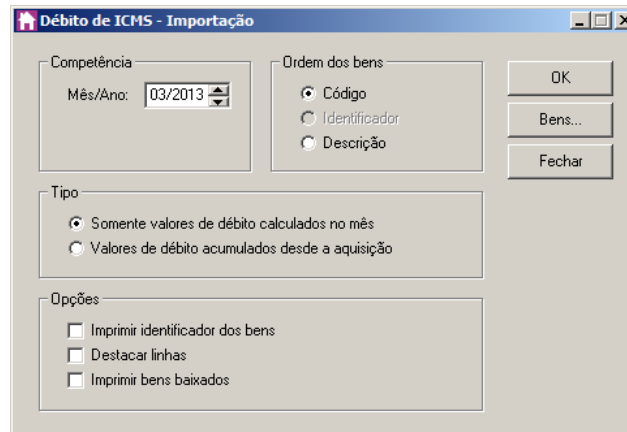 Débito de ICMS - Importação
Competência
Mês/Ano: 03/2013
Ordem dos bens
Código
Identificador
Descrição
OK
Bens...
Fechar
Tipo
Somente valores de débito calculados no mês
Valores de débito acumulados desde a aquisição
Opções
Imprimir identificador dos bens
Destacar linhas
Imprimir bens baixados